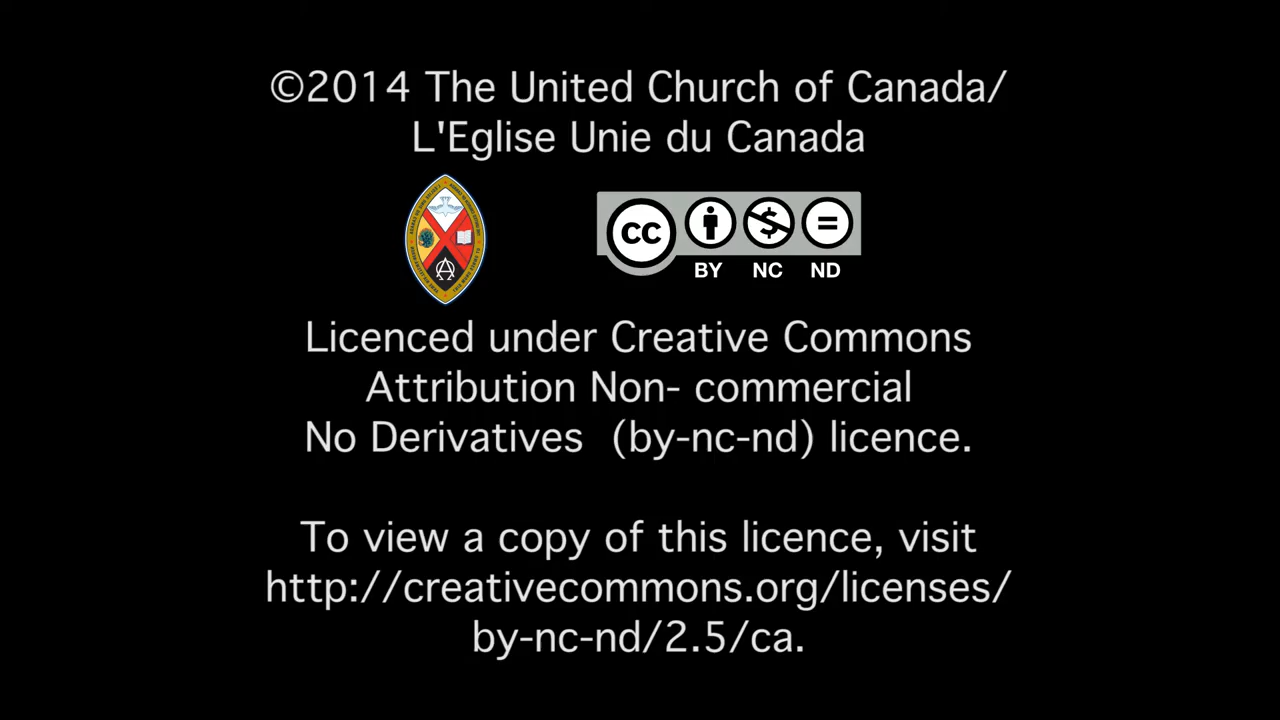 ©2014 The United Church of Canada/
L'Eglise Unie du Canada
CC
BY NC ND
Licenced under Creative Commons
Attribution Non- commercial
No Derivatives (by-nc-nd) licence.
To view a copy of this licence, visit
http://creativecommons.org/licenses/
by-nc-nd/2.5/ca.